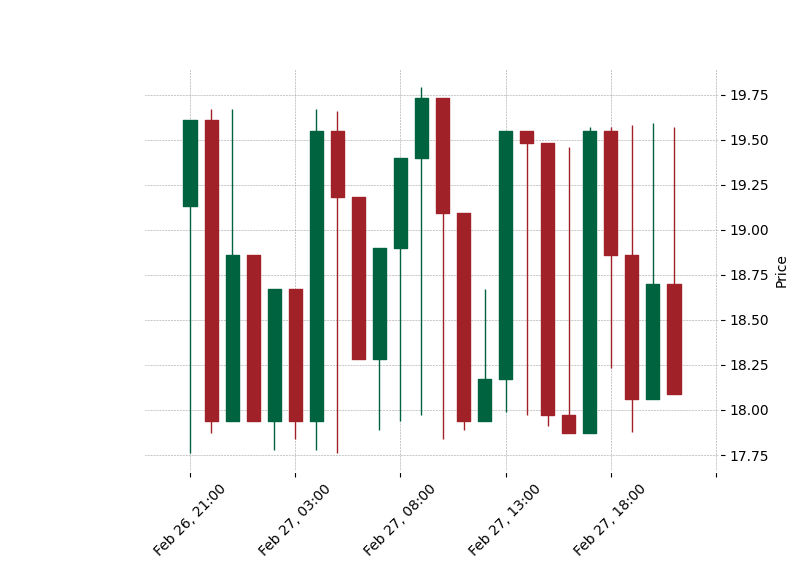 19.75
19.50
19.25
19.00
18.75
18.50
18.25
18.00
17.75
Price
Feb 26, 21:00
Feb 27, 03:00
Feb 27, 08:00
Feb 27, 13:00
Feb 27, 18:00